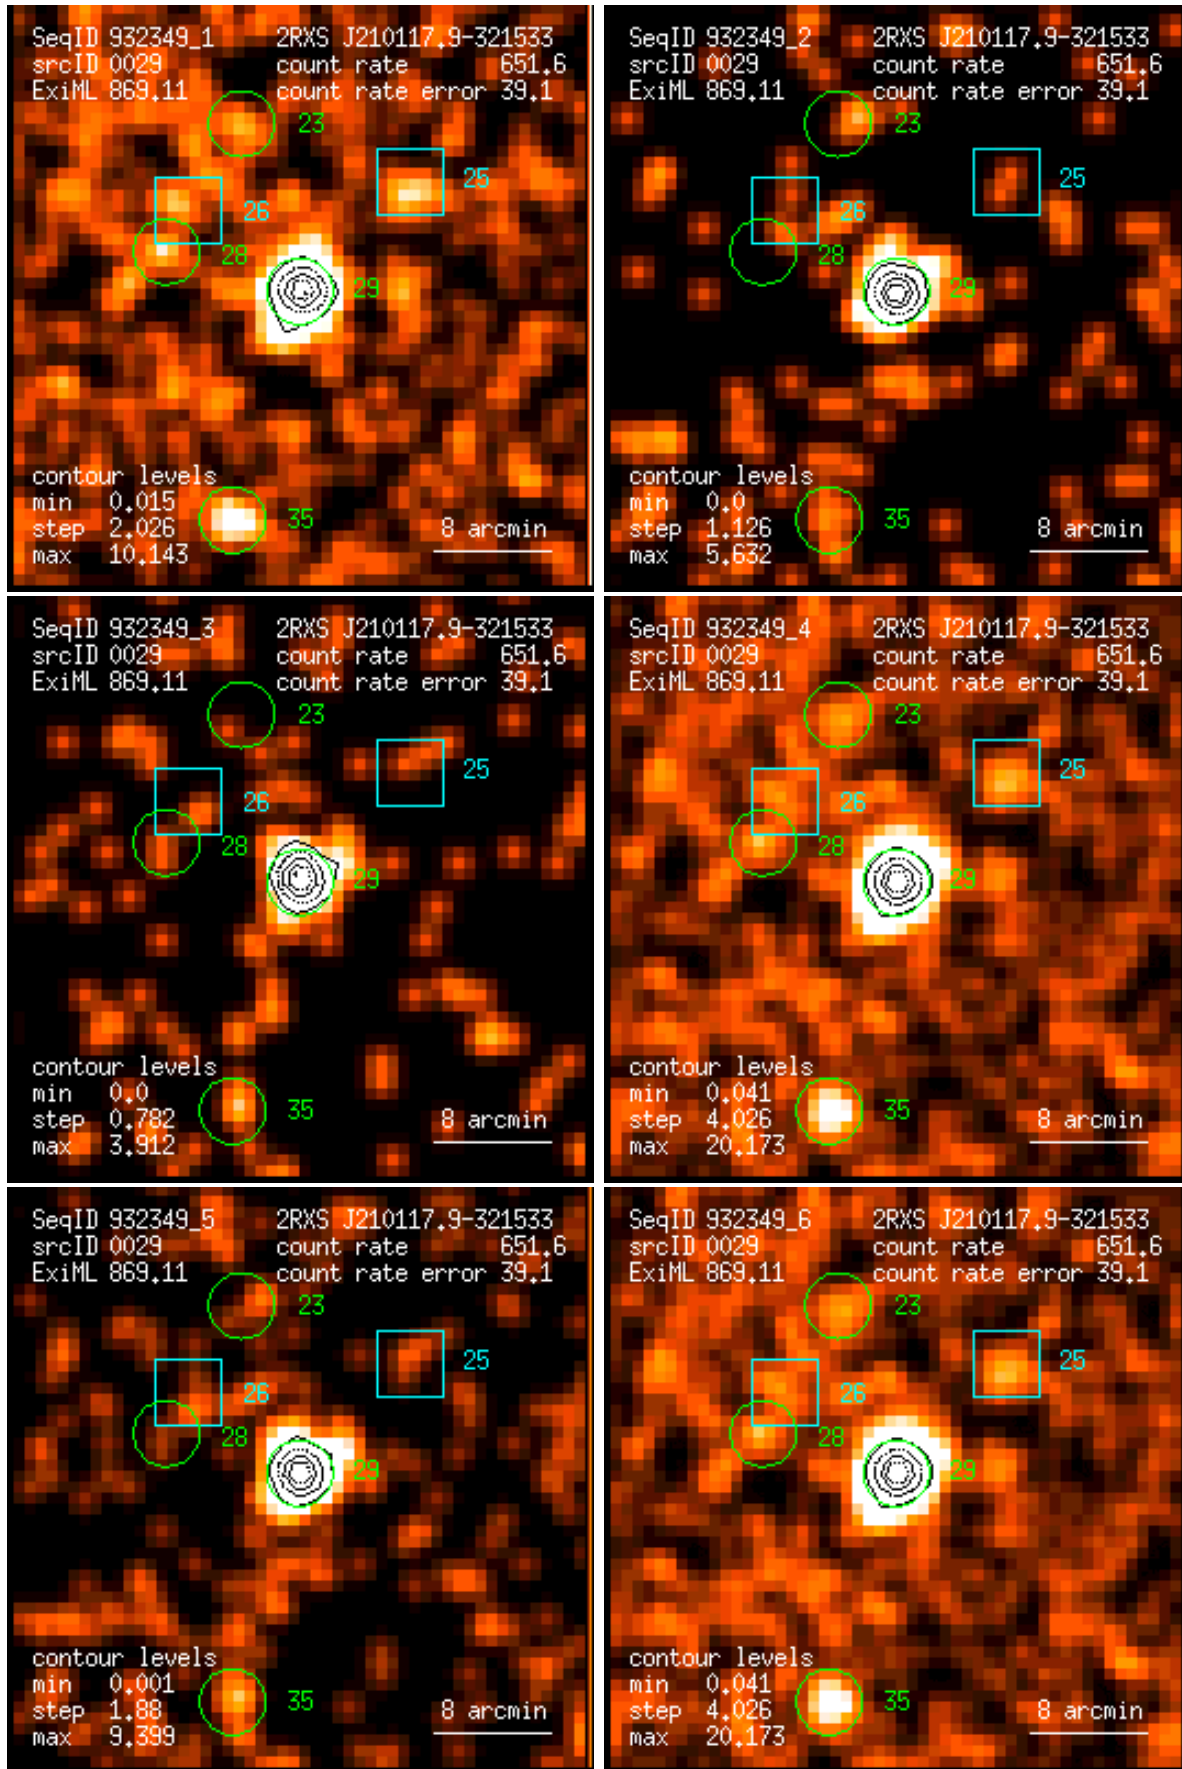 SeqID 932349_1 2RXS J210117.9-321533
srcID 0029 count rate 651.6
ExiML 869.11 count rate error 39.1
23
25
26
28
29
contour levels
min 0.015
step 2.026
max 10.143
35
8 arcmin
SeqID 932349_2 2RXS J210117.9-321533
srcID 0029 count rate 651.6
ExiML 869.11 count rate error 39.1
23
25
26
28
29
contour levels
min 0.0
step 1.126
max 5.632
35
8 arcmin
SeqID 932349_3 2RXS J210117.9-321533
srcID 0029 count rate 651.6
ExiML 869.11 count rate error 39.1
23
25
26
28
29
contour levels
min 0.0
step 0.782
max 3.912
35
8 arcmin
SeqID 932349_4 2RXS J210117.9-321533
srcID 0029 count rate 651.6
ExiML 869.11 count rate error 39.1
23
25
26
28
29
contour levels
min 0.041
step 4.026
max 20.173
35
8 arcmin
SeqID 932349_5 2RXS J210117.9-321533
srcID 0029 count rate 651.6
ExiML 869.11 count rate error 39.1
23
25
26
28
29
contour levels
min 0.001
step 1.88
max 9.399
35
8 arcmin
SeqID 932349_6 2RXS J210117.9-321533
srcID 0029 count rate 651.6
ExiML 869.11 count rate error 39.1
23
25
26
28
29
contour levels
min 0.041
step 4.026
max 20.173
35
8 arcmin